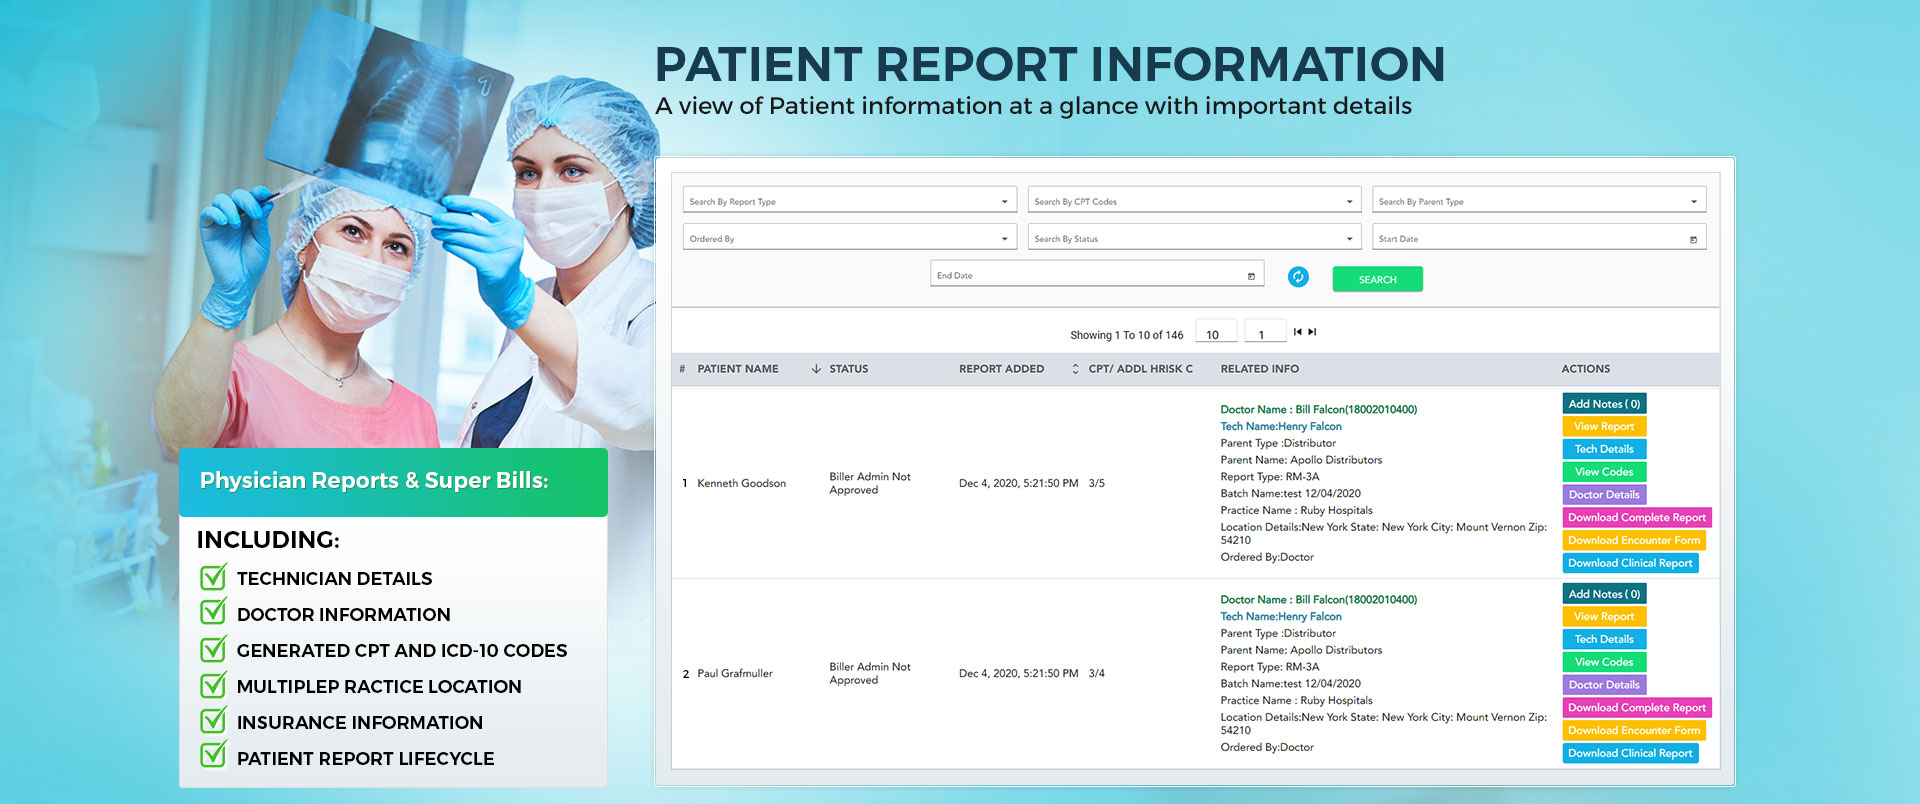 PATIENT REPORT INFORMATION
A view of Patient information at a glance with important details
Physician Reports & Super Bills:
INCLUDING:
TECHNICIAN DETAILS
DOCTOR INFORMATION
GENERATED CPT AND ICD-10 CODES
MULTIPLEP RACTICE LOCATION
INSURANCE INFORMATION
PATIENT REPORT LIFECYCLE
Search By Report Type
Search By CPT Codes
Search By Parent Type
Ordered By
Search By Status
Start Date
End Date
SEARCH
Showing 1 To 10 of 146 10 1
# PATIENT NAME STATUS REPORT ADDED CPT/ ADDL HRISK C RELATED INFO ACTIONS
1 Kenneth Goodson
Biller Admin Not
Approved
Dec 4, 2020, 5:21:50 PM 3/5
Doctor Name : Bill Falcon(18002010400)
Tech Name:Henry Falcon
Parent Type :Distributor
Parent Name: Apollo Distributors
Report Type: RM-3A
Batch Name:test 12/04/2020
Practice Name : Ruby Hospitals
Location Details:New York State: New York City: Mount Vernon Zip:
54210
Ordered By:Doctor
Add Notes ( 0)
View Report
Tech Details
View Codes
Doctor Details
Download Complete Report
Download Encounter Form
Download Clinical Report
2 Paul Grafmuller
Biller Admin Not
Approved
Dec 4, 2020, 5:21:50 PM 3/4
Doctor Name : Bill Falcon(18002010400)
Tech Name:Henry Falcon
Parent Type :Distributor
Parent Name: Apollo Distributors
Report Type: RM-3A
Batch Name:test 12/04/2020
Practice Name : Ruby Hospitals
Location Details:New York State: New York City: Mount Vernon Zip:
54210
Ordered By:Doctor
Add Notes ( 0)
View Report
Tech Details
View Codes
Doctor Details
Download Complete Report
Download Encounter Form
Download Clinical Report